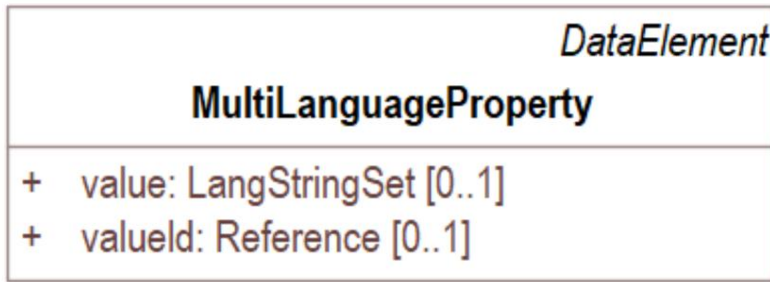 DataElement
MultiLanguageProperty
+ value: LangStringSet [0..1]
+ valueId: Reference [0..1]